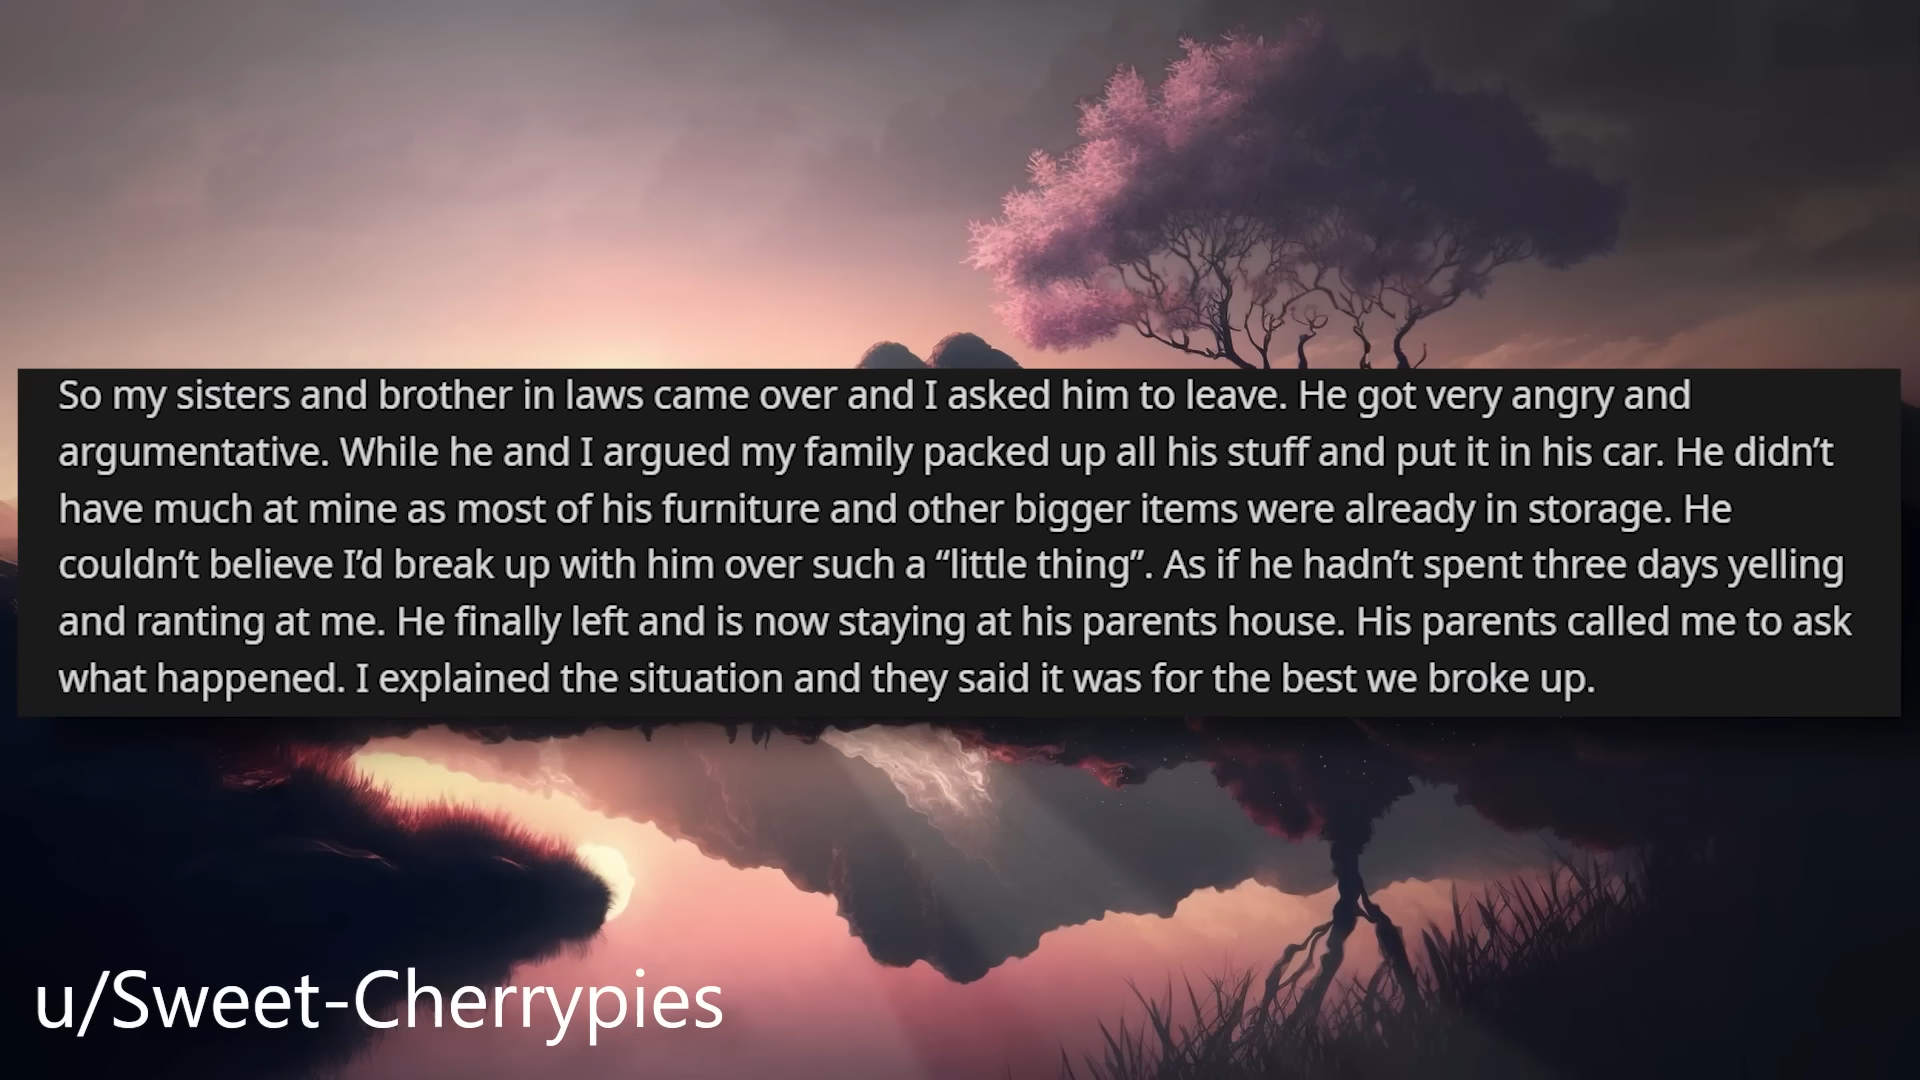 So my sisters and brother in laws came over and I asked him to leave. He got very angry and
argumentative. While he and I argued my family packed up all his stuff and put it in his car. He didn’t
have much at mine as most of his furniture and other bigger items were already in storage. He
couldn’t believe I’d break up with him over such a “little thing”. As if he hadn’t spent three days yelling
and ranting at me. He finally left and is now staying at his parents house. His parents called me to ask
what happened. I explained the situation and they said it was for the best we broke up.
u/Sweet-Cherrypies